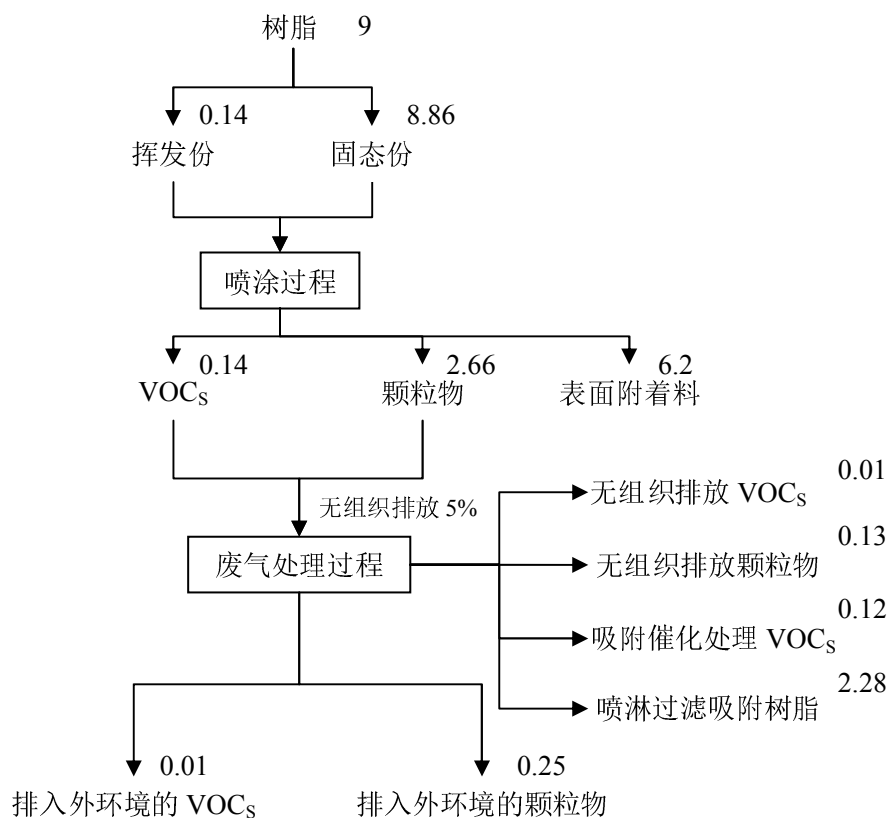 树脂 9
0.14 8.86
挥发份 固态份
喷涂过程
0.14 2.66 6.2
VOCS 颗粒物 表面附着料
0.01
无组织排放 VOCS
无组织排放 5%
0.13
废气处理过程 无组织排放颗粒物
0.12
吸附催化处理 VOCS
2.28
喷淋过滤吸附树脂
0.01 0.25
排入外环境的 VOCS 排入外环境的颗粒物